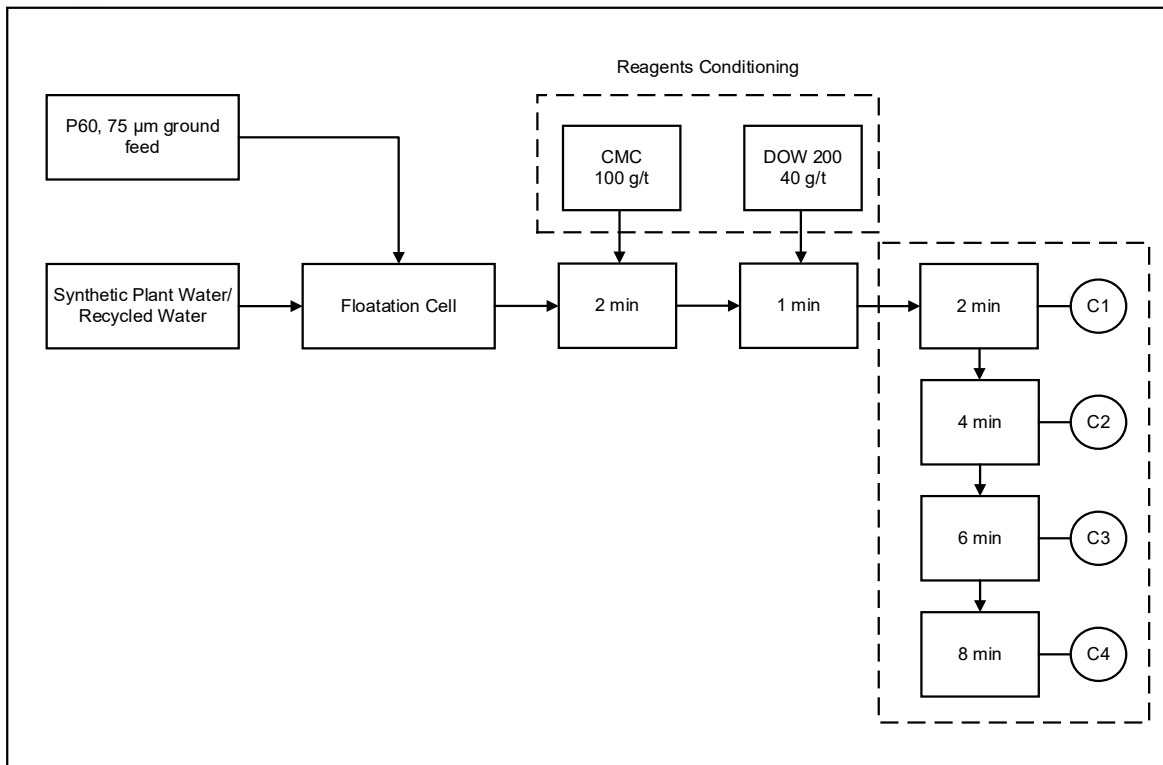 Reagents Conditioning
P60, 75 µm ground
feed
CMC
100 g/t
DOW 200
40 g/t
Synthetic Plant Water/
Recycled Water
Floatation Cell
2 min
1 min
2 min
C1
4 min
C2
6 min
C3
8 min
C4